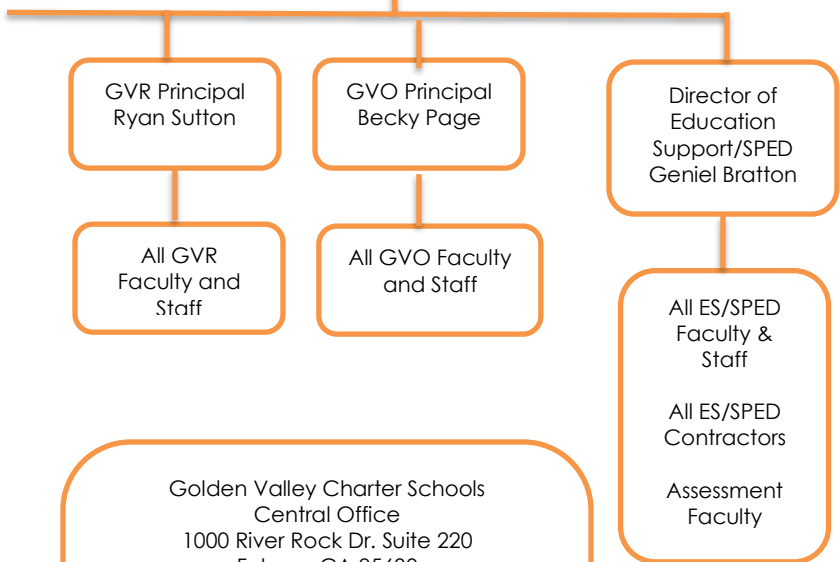 GVR Principal
Ryan Sutton
GVO Principal
Becky Page
Director of
Education
Support/SPED
Geniel Bratton
All GVR
Faculty and
Staff
All GVO Faculty
and Staff
All ES/SPED
Faculty &
Staff
All ES/SPED
Contractors
Assessment
Faculty
Golden Valley Charter Schools
Central Office
1000 River Rock Dr. Suite 220